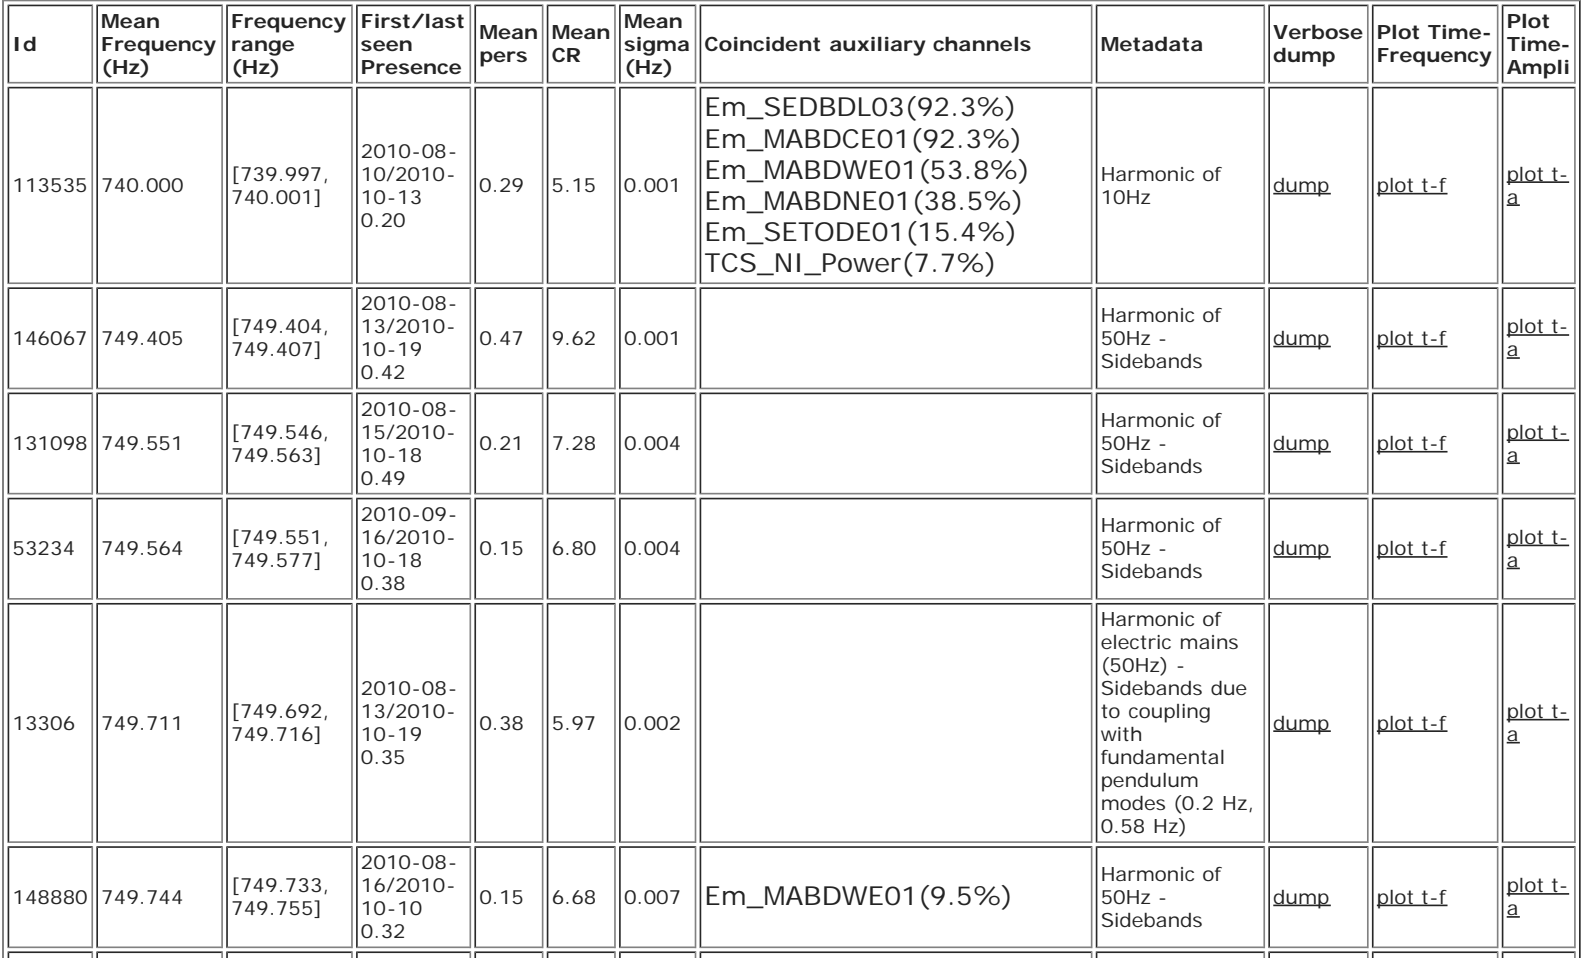 Id
Mean
Frequency
(Hz)
Frequency
range
(Hz)
First/last
seen
Presence
Mean
pers
Mean
CR
Mean
sigma
(Hz)
Coincident auxiliary channels
Metadata
Verbose
dump
Plot Time-
Frequency
Plot
Time-
Ampli
113535
740.000
[739.997,
740.001]
2010-08-
10/2010-
10-13
0.20
0.29
5.15
0.001
Em_SEDBDL03(92.3%)
Em_MABDCE01(92.3%)
Em_MABDWE01(53.8%)
Em_MABDNE01(38.5%)
Em_SETODE01(15.4%)
TCS_NI_Power(7.7%)
Harmonic of
10Hz
dump
plot t-f
plot t-
a
146067
749.405
[749.404,
749.407]
2010-08-
13/2010-
10-19
0.42
0.47
9.62
0.001
Harmonic of
50Hz -
Sidebands
dump
plot t-f
plot t-
a
131098
749.551
[749.546,
749.563]
2010-08-
15/2010-
10-18
0.49
0.21
7.28
0.004
Harmonic of
50Hz -
Sidebands
dump
plot t-f
plot t-
a
53234
749.564
[749.551,
749.577]
2010-09-
16/2010-
10-18
0.38
0.15
6.80
0.004
Harmonic of
50Hz -
Sidebands
dump
plot t-f
plot t-
a
13306
749.711
[749.692,
749.716]
2010-08-
13/2010-
10-19
0.35
0.38
5.97
0.002
Harmonic of
electric mains
(50Hz) -
Sidebands due
to coupling
with
fundamental
pendulum
modes (0.2 Hz,
0.58 Hz)
dump
plot t-f
plot t-
a
148880
749.744
[749.733,
749.755]
2010-08-
16/2010-
10-10
0.32
0.15
6.68
0.007
Em_MABDWE01(9.5%)
Harmonic of
50Hz -
Sidebands
dump
plot t-f
plot t-
a